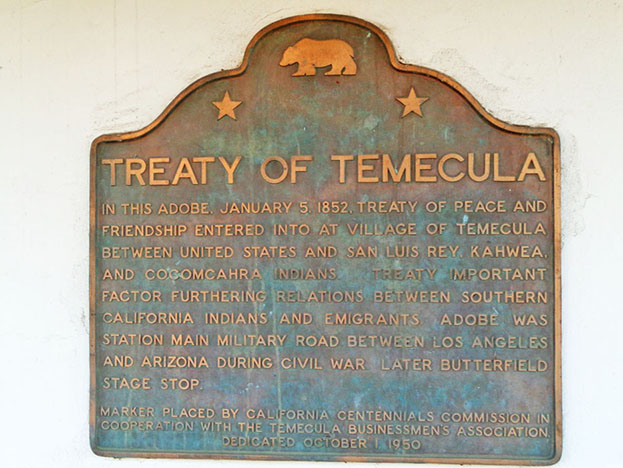 TREATY OF TEMECULA
IN THIS ADOBE, JANUARY 5, 1852, TREATY OF PEACE AND
FRIENDSHIP ENTERED INTO AT VILLAGE OF TEMECULA
BETWEEN UNITED STATES AND SAN LUIS REY, KAHWEA,
AND COCOMCAHRA INDIANS. TREATY IMPORTANT
FACTOR FURTHERING RELATIONS BETWEEN SOUTHERN
CALIFORNIA INDIANS AND EMIGRANTS. ADOBE WAS
STATION MAIN MILITARY ROAD BETWEEN LOS ANGELES
AND ARIZONA DURING CIVIL WAR. LATER BUTTERFIELD
STAGE STOP.
MARKER PLACED BY CALIFORNIA CENTENNIALS COMMISSION IN
COOPERATION WITH THE TEMECULA BUSINESSMEN'S ASSOCIATION.
DEDICATED OCTOBER 1, 1950